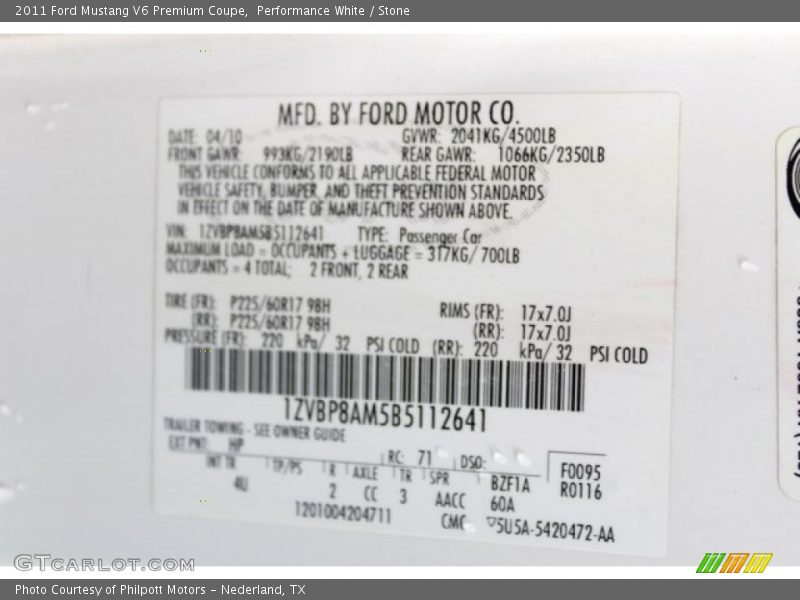 2011 Ford Mustang V6 Premium Coupe,  Performance White / Stone
MFD. BY FORD MOTOR CO.
DATE: 04/10 GVWR: 2041KG/4500LB
FRONT GAWR: 993KG/2190LB REAR GAWR: 1066KG/2350LB
THIS VEHICLE CONFORMS TO ALL APPLICABLE FEDERAL MOTOR
VEHICLE SAFETY, BUMPER, AND THEFT PREVENTION STANDARDS
IN EFFECT ON THE DATE OF MANUFACTURE SHOWN ABOVE.
VIN: 1ZVBP8AM5B5112641 TYPE: Passenger Car
MAXIMUM LOAD = OCCUPANTS + LUGGAGE = 317KG/700LB
OCCUPANTS = 4 TOTAL; 2 FRONT, 2 REAR
TIRE (FR): P225/60R17 98H RIMS (FR): 17x7.0J
(RR): P225/60R17 98H (RR): 17x7.0J
PRESSURE (FR): 220 kPa/ 32 PSI COLD (RR): 220 kPa/ 32 PSI COLD
1ZVBP8AM5B5112641
TRAILER TOWING - SEE OWNER GUIDE
EXT PNT: HP RC: 71 DSO: F0095
INT TR TP/PS R AXLE TR SPR BZF1A R0116
4U 2 CC 3 AACC 60A
1201004204711 CMC ▽5U5A-5420472-AA
GTCARLOT.COM
Photo Courtesy of Philpott Motors – Nederland, TX